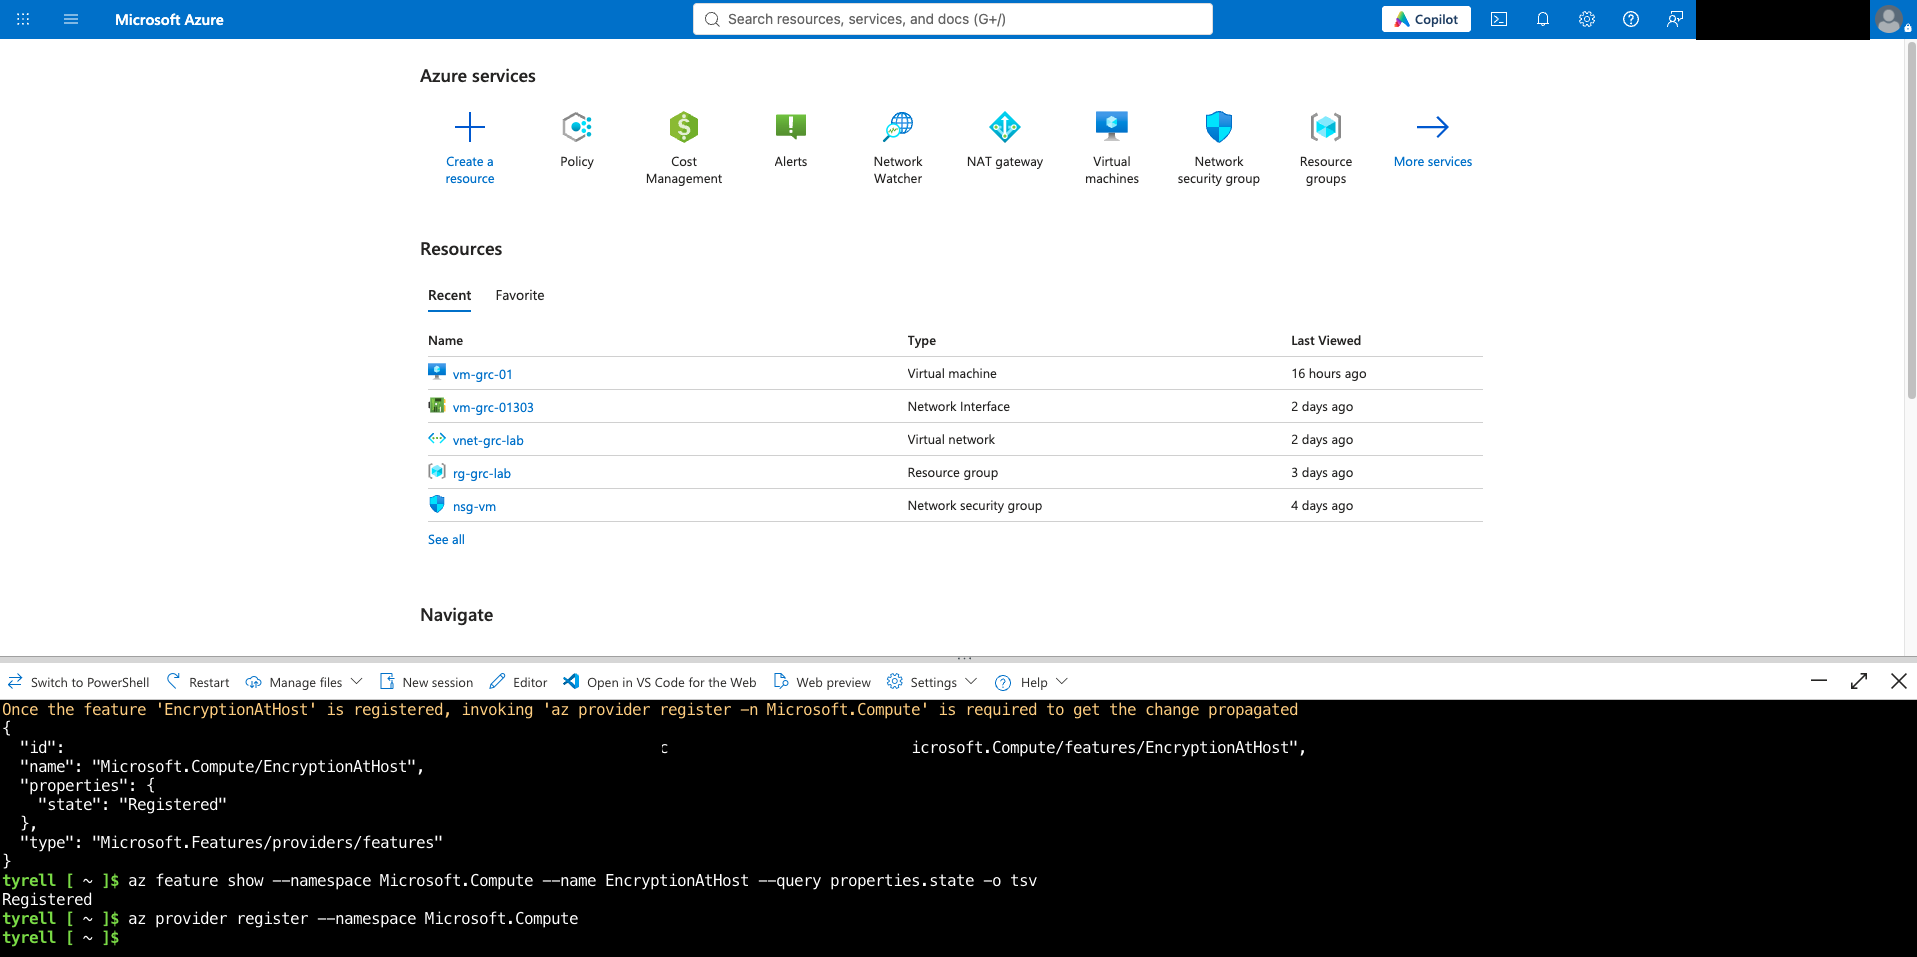 Microsoft Azure
Search resources, services, and docs (G+/)
Copilot
Azure services
Create a resource
Policy
Cost Management
Alerts
Network Watcher
NAT gateway
Virtual machines
Network security group
Resource groups
More services
Resources
Recent Favorite
Name Type Last Viewed
vm-grc-01 Virtual machine 16 hours ago
vm-grc-01303 Network Interface 2 days ago
vnet-grc-lab Virtual network 2 days ago
rg-grc-lab Resource group 3 days ago
nsg-vm Network security group 4 days ago
See all
Navigate
Switch to PowerShell Restart Manage files New session Editor Open in VS Code for the Web Web preview Settings Help
Once the feature 'EncryptionAtHost' is registered, invoking 'az provider register -n Microsoft.Compute' is required to get the change propagated
{
"id": c icrosoft.Compute/features/EncryptionAtHost",
"name": "Microsoft.Compute/EncryptionAtHost",
"properties": {
"state": "Registered"
},
"type": "Microsoft.Features/providers/features"
}
tyrell [ ~ ]$ az feature show --namespace Microsoft.Compute --name EncryptionAtHost --query properties.state -o tsv
Registered
tyrell [ ~ ]$ az provider register --namespace Microsoft.Compute
tyrell [ ~ ]$